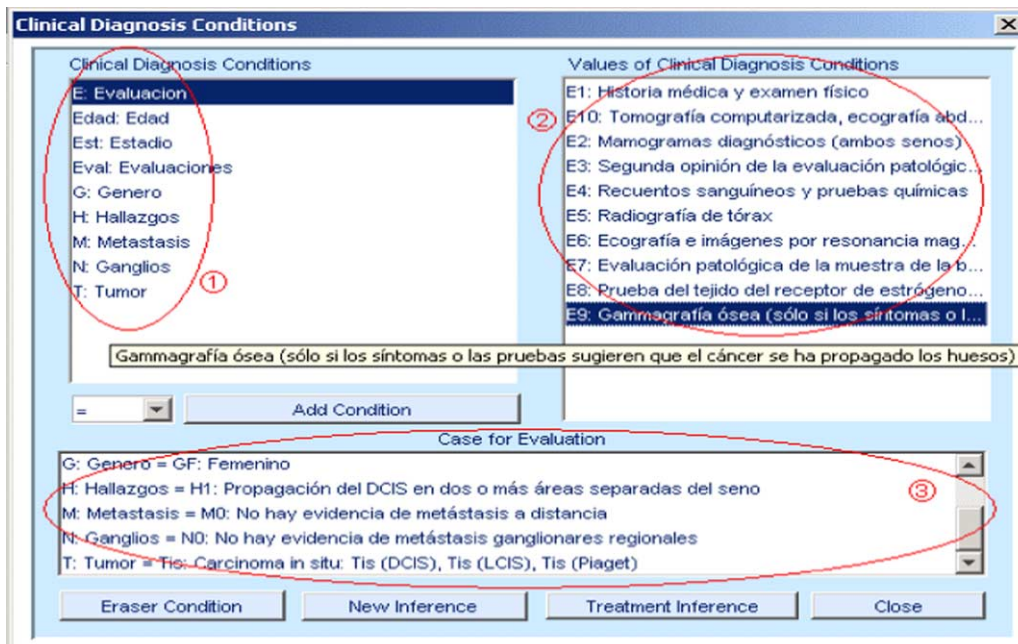 Clinical Diagnosis Conditions
Clinical Diagnosis Conditions
E: Evaluacion
Edad: Edad
Est: Estadio
Eval: Evaluaciones
G: Genero
H: Hallazgos
M: Metastasis
N: Ganglios
T: Tumor
1
Values of Clinical Diagnosis Conditions
E1: Historia médica y examen físico
E10: Tomografía computarizada, ecografía abd...
E2: Mamogramas diagnósticos (ambos senos)
E3: Segunda opinión de la evaluación patológic...
E4: Recuentos sanguíneos y pruebas químicas
E5: Radiografía de tórax
E6: Ecografía e imágenes por resonancia mag...
E7: Evaluación patológica de la muestra de la b...
E8: Prueba del tejido del receptor de estrógeno...
E9: Gammagrafía ósea (sólo si los síntomas o l...
2
Gammagrafía ósea (sólo si los síntomas o las pruebas sugieren que el cáncer se ha propagado los huesos)
=
Add Condition
Case for Evaluation
G: Genero = GF: Femenino
H: Hallazgos = H1: Propagación del DCIS en dos o más áreas separadas del seno
M: Metastasis = M0: No hay evidencia de metástasis a distancia
N: Ganglios = N0: No hay evidencia de metástasis ganglionares regionales
T: Tumor = Tis: Carcinoma in situ: Tis (DCIS), Tis (LCIS), Tis (Piaget)
3
Eraser Condition
New Inference
Treatment Inference
Close